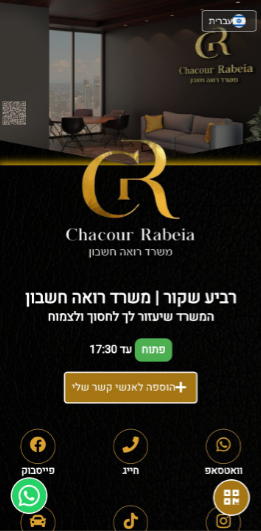 עברית
Chacour Rabeia
משרד רואה חשבון
Chacour Rabeia
משרד רואה חשבון
רביע שקור | משרד רואה חשבון
המשרד שיעזור לך לחסוך ולצמוח
פתוח עד 17:30
הוספה לאנשי קשר שלי
וואטסאפ
חייג
פייסבוק